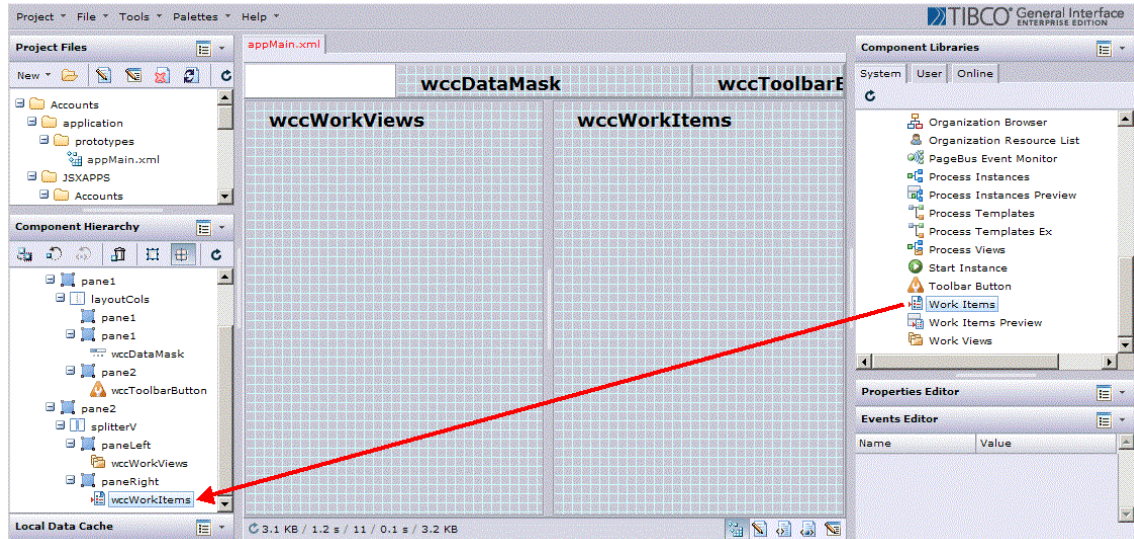 Project File Tools Palettes Help
TIBCO® General Interface
ENTERPRISE EDITION
Project Files
New
Accounts
application
prototypes
appMain.xml
JSXAPPS
Accounts
Component Hierarchy
pane1
layoutCols
pane1
pane1
wccDataMask
pane2
wccToolbarButton
pane2
splitterV
paneLeft
wccWorkViews
paneRight
wccWorkItems
Local Data Cache
appMain.xml
wccDataMask
wccToolbarB
wccWorkViews
wccWorkItems
3.1 KB / 1.2 s / 11 / 0.1 s / 3.2 KB
Component Libraries
System User Online
Organization Browser
Organization Resource List
PageBus Event Monitor
Process Instances
Process Instances Preview
Process Templates
Process Templates Ex
Process Views
Start Instance
Toolbar Button
Work Items
Work Items Preview
Work Views
Properties Editor
Events Editor
Name Value